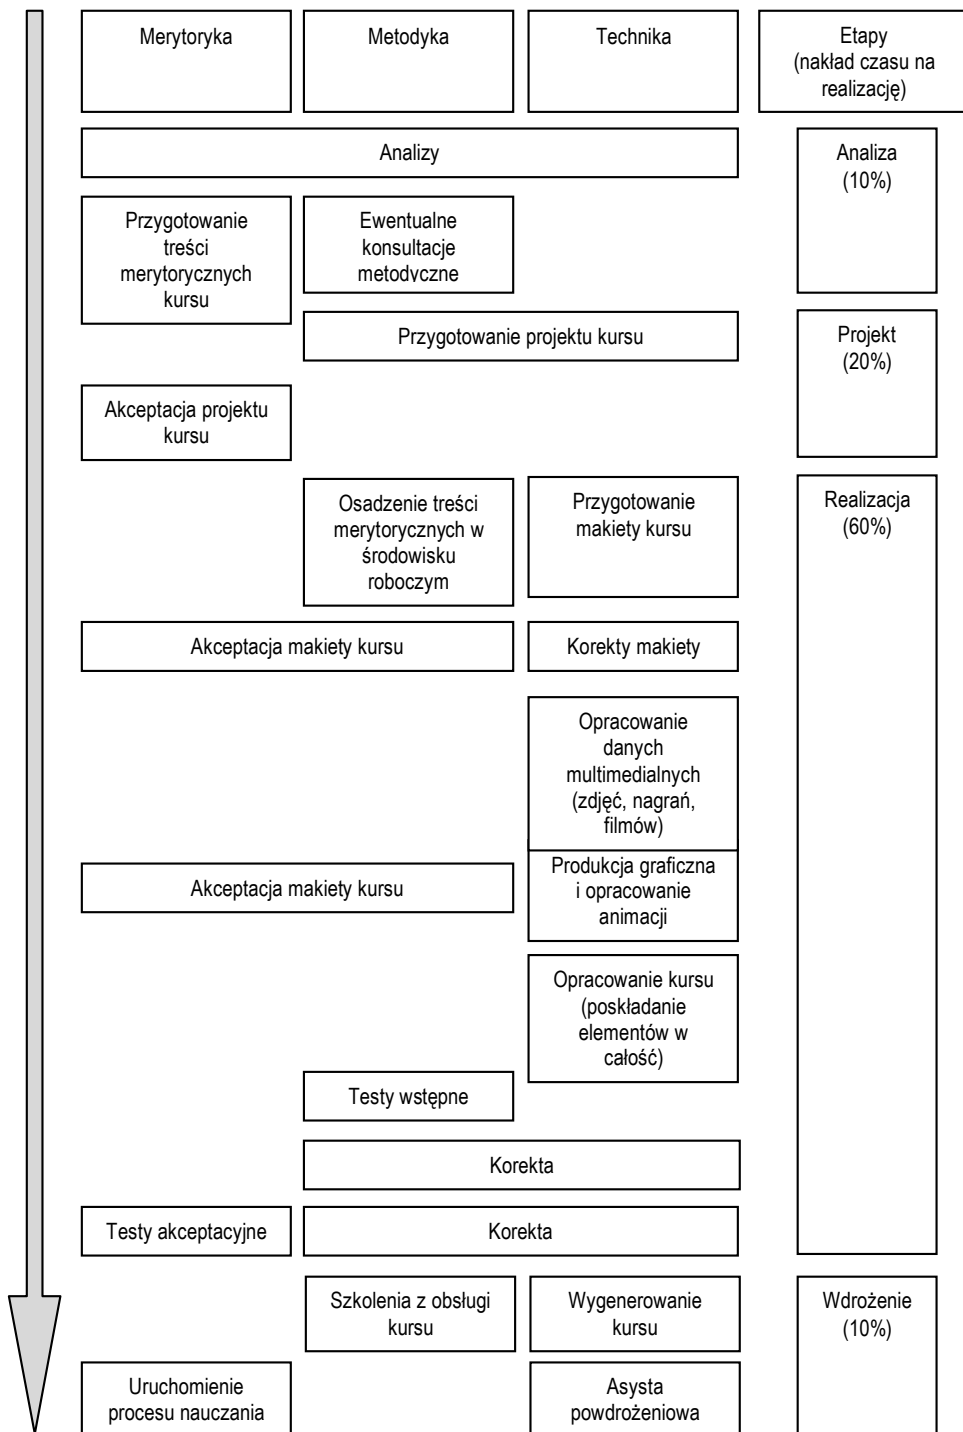 Merytoryka
Metodyka
Technika
Etapy
(nakład czasu na
realizację)
Analizy
Analiza
(10%)
Przygotowanie
treści
merytorycznych
kursu
Ewentualne
konsultacje
metodyczne
Przygotowanie projektu kursu
Projekt
(20%)
Akceptacja projektu
kursu
Osadzenie treści
merytorycznych w
środowisku
roboczym
Przygotowanie
makiety kursu
Realizacja
(60%)
Akceptacja makiety kursu
Korekty makiety
Opracowanie
danych
multimedialnych
(zdjęć, nagrań,
filmów)
Akceptacja makiety kursu
Produkcja graficzna
i opracowanie
animacji
Opracowanie kursu
(poskładanie
elementów w
całość)
Testy wstępne
Korekta
Testy akceptacyjne
Korekta
Szkolenia z obsługi
kursu
Wygenerowanie
kursu
Wdrożenie
(10%)
Uruchomienie
procesu nauczania
Asysta
powdrożeniowa